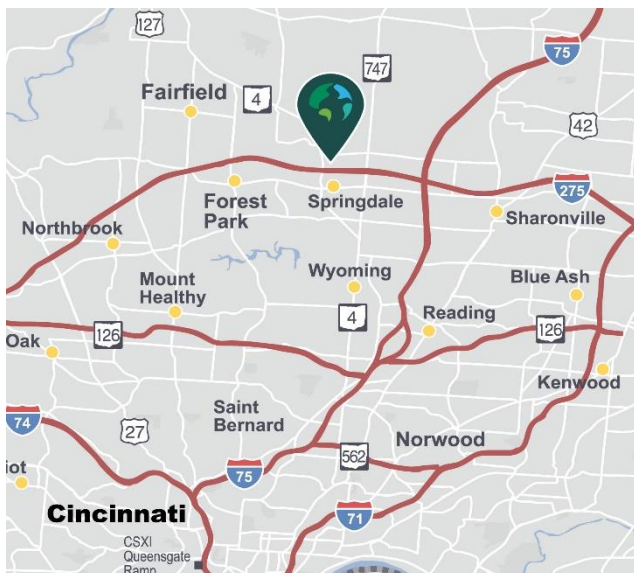 127
75
747
4
Fairfield
42
Forest
Park
Springdale
275
Sharonville
Northbrook
Mount
Healthy
Wyoming
Blue Ash
4
Reading
126
126
Oak
Kenwood
74
27
Saint
Bernard
Norwood
562
iot
75
71
Cincinnati
CSXI
Queensgate
Ramp